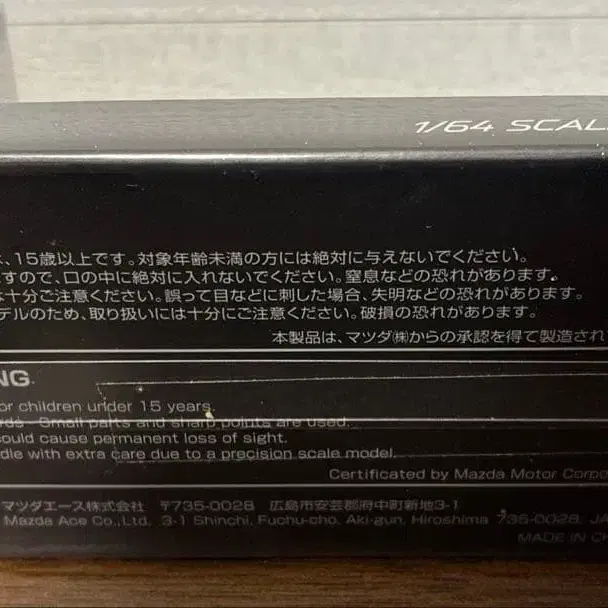 1/64 SCAL
、15歳以上です。対象年齢未満の方には絶対に与えないでください。
すので、口の中に絶対に入れないでください。窒息などの恐れがあります。
は十分ご注意ください。誤って目などに刺した場合、失明などの恐れがあります。
デルのため、取り扱いには十分にご注意ください。破損の恐れがあります。
本製品は、マツダ㈱からの承認を得て製造され
NG
or children under 15 years.
rds Small parts and sharp points are used.
could cause permanent loss of sight.
dle with extra care due to a precision scale model.
Certificated by Mazda Motor Corpo
マツダエース株式会社 〒735-0028 広島市安芸郡府中町新地3-1
Mazda Ace Co.,Ltd. 3-1 Shinchi, Fuchu-cho, Aki-gun, Hiroshima 735-0028, JA
MADE IN CH